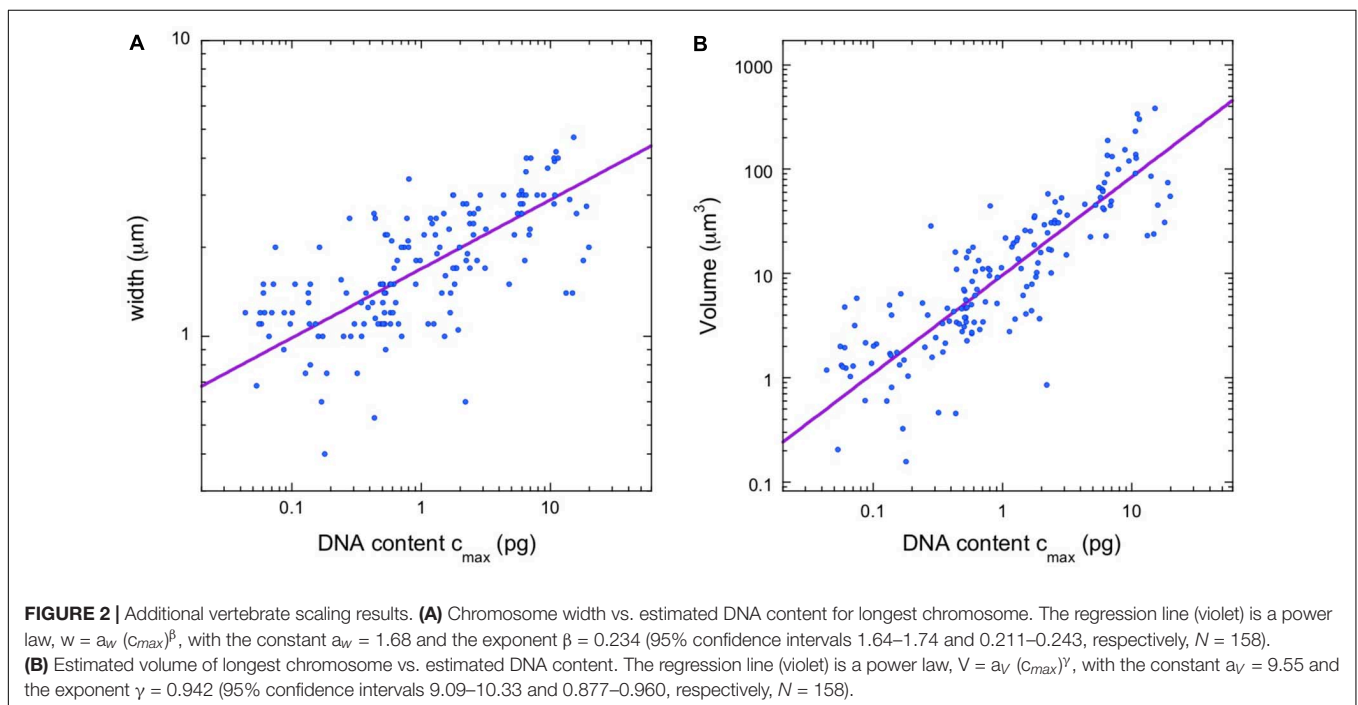 A
B
10
1
width (μm)
0.1 1 10
DNA content c_max (pg)
1000
100
10
1
0.1
Volume (μm³)
0.1 1 10
DNA content c_max (pg)
FIGURE 2 | Additional vertebrate scaling results. (A) Chromosome width vs. estimated DNA content for longest chromosome. The regression line (violet) is a power
law, w = a_w (c_max)^β, with the constant a_w = 1.68 and the exponent β = 0.234 (95% confidence intervals 1.64–1.74 and 0.211–0.243, respectively, N = 158).
(B) Estimated volume of longest chromosome vs. estimated DNA content. The regression line (violet) is a power law, V = a_V (c_max)^γ, with the constant a_V = 9.55 and
the exponent γ = 0.942 (95% confidence intervals 9.09–10.33 and 0.877–0.960, respectively, N = 158).